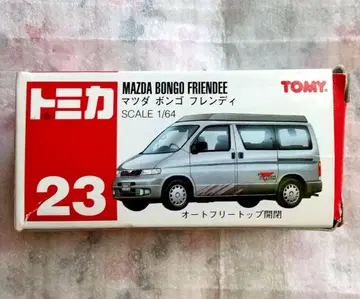 トミカ
MAZDA BONGO FRIENDEE
マツダ ボンゴ フレンディ
SCALE 1/64
TOMY
23
オートフリートップ開閉